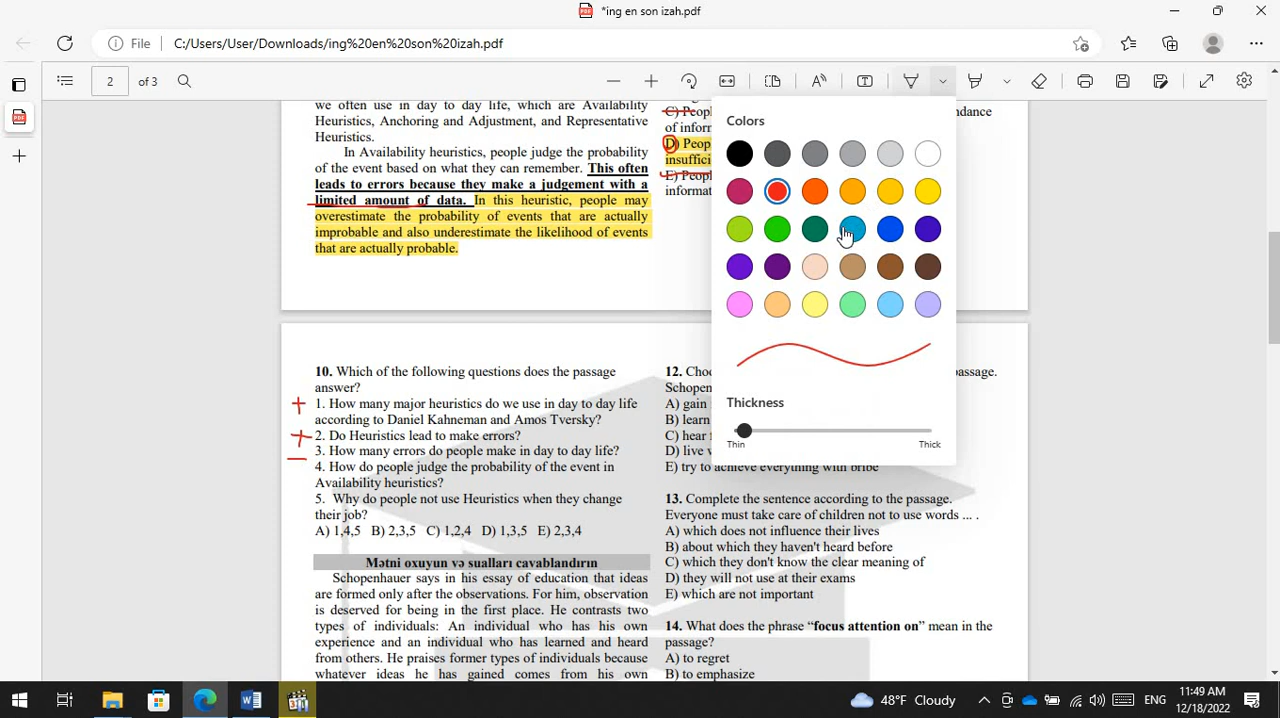 *ing en son izah.pdf
File C:/Users/User/Downloads/ing%20en%20son%20izah.pdf
2 of 3
we often use in day to day life, which are Availability
Heuristics, Anchoring and Adjustment, and Representative
Heuristics.
In Availability heuristics, people judge the probability
of the event based on what they can remember. This often
leads to errors because they make a judgement with a
limited amount of data. In this heuristic, people may
overestimate the probability of events that are actually
improbable and also underestimate the likelihood of events
that are actually probable.
C) Peopl
dance
of inform
D) Peop
insuffici
E) Peopl
informat
Colors
Thickness
Thin
Thick
10. Which of the following questions does the passage
answer?
1. How many major heuristics do we use in day to day life
according to Daniel Kahneman and Amos Tversky?
2. Do Heuristics lead to make errors?
3. How many errors do people make in day to day life?
4. How do people judge the probability of the event in
Availability heuristics?
5. Why do people not use Heuristics when they change
their job?
A) 1,4,5 B) 2,3,5 C) 1,2,4 D) 1,3,5 E) 2,3,4
Mətni oxuyun və sualları cavablandırın
Schopenhauer says in his essay of education that ideas
are formed only after the observations. For him, observation
is deserved for being in the first place. He contrasts two
types of individuals: An individual who has his own
experience and an individual who has learned and heard
from others. He praises former types of individuals because
whatever ideas he has gained comes from his own
12. Choo
passage.
Schopen
A) gain
B) learn
C) hear
D) live
E) try to achieve everything with bribe
13. Complete the sentence according to the passage.
Everyone must take care of children not to use words ... .
A) which does not influence their lives
B) about which they haven't heard before
C) which they don't know the clear meaning of
D) they will not use at their exams
E) which are not important
14. What does the phrase “focus attention on” mean in the
passage?
A) to regret
B) to emphasize
48°F Cloudy
ENG
11:49 AM
12/18/2022